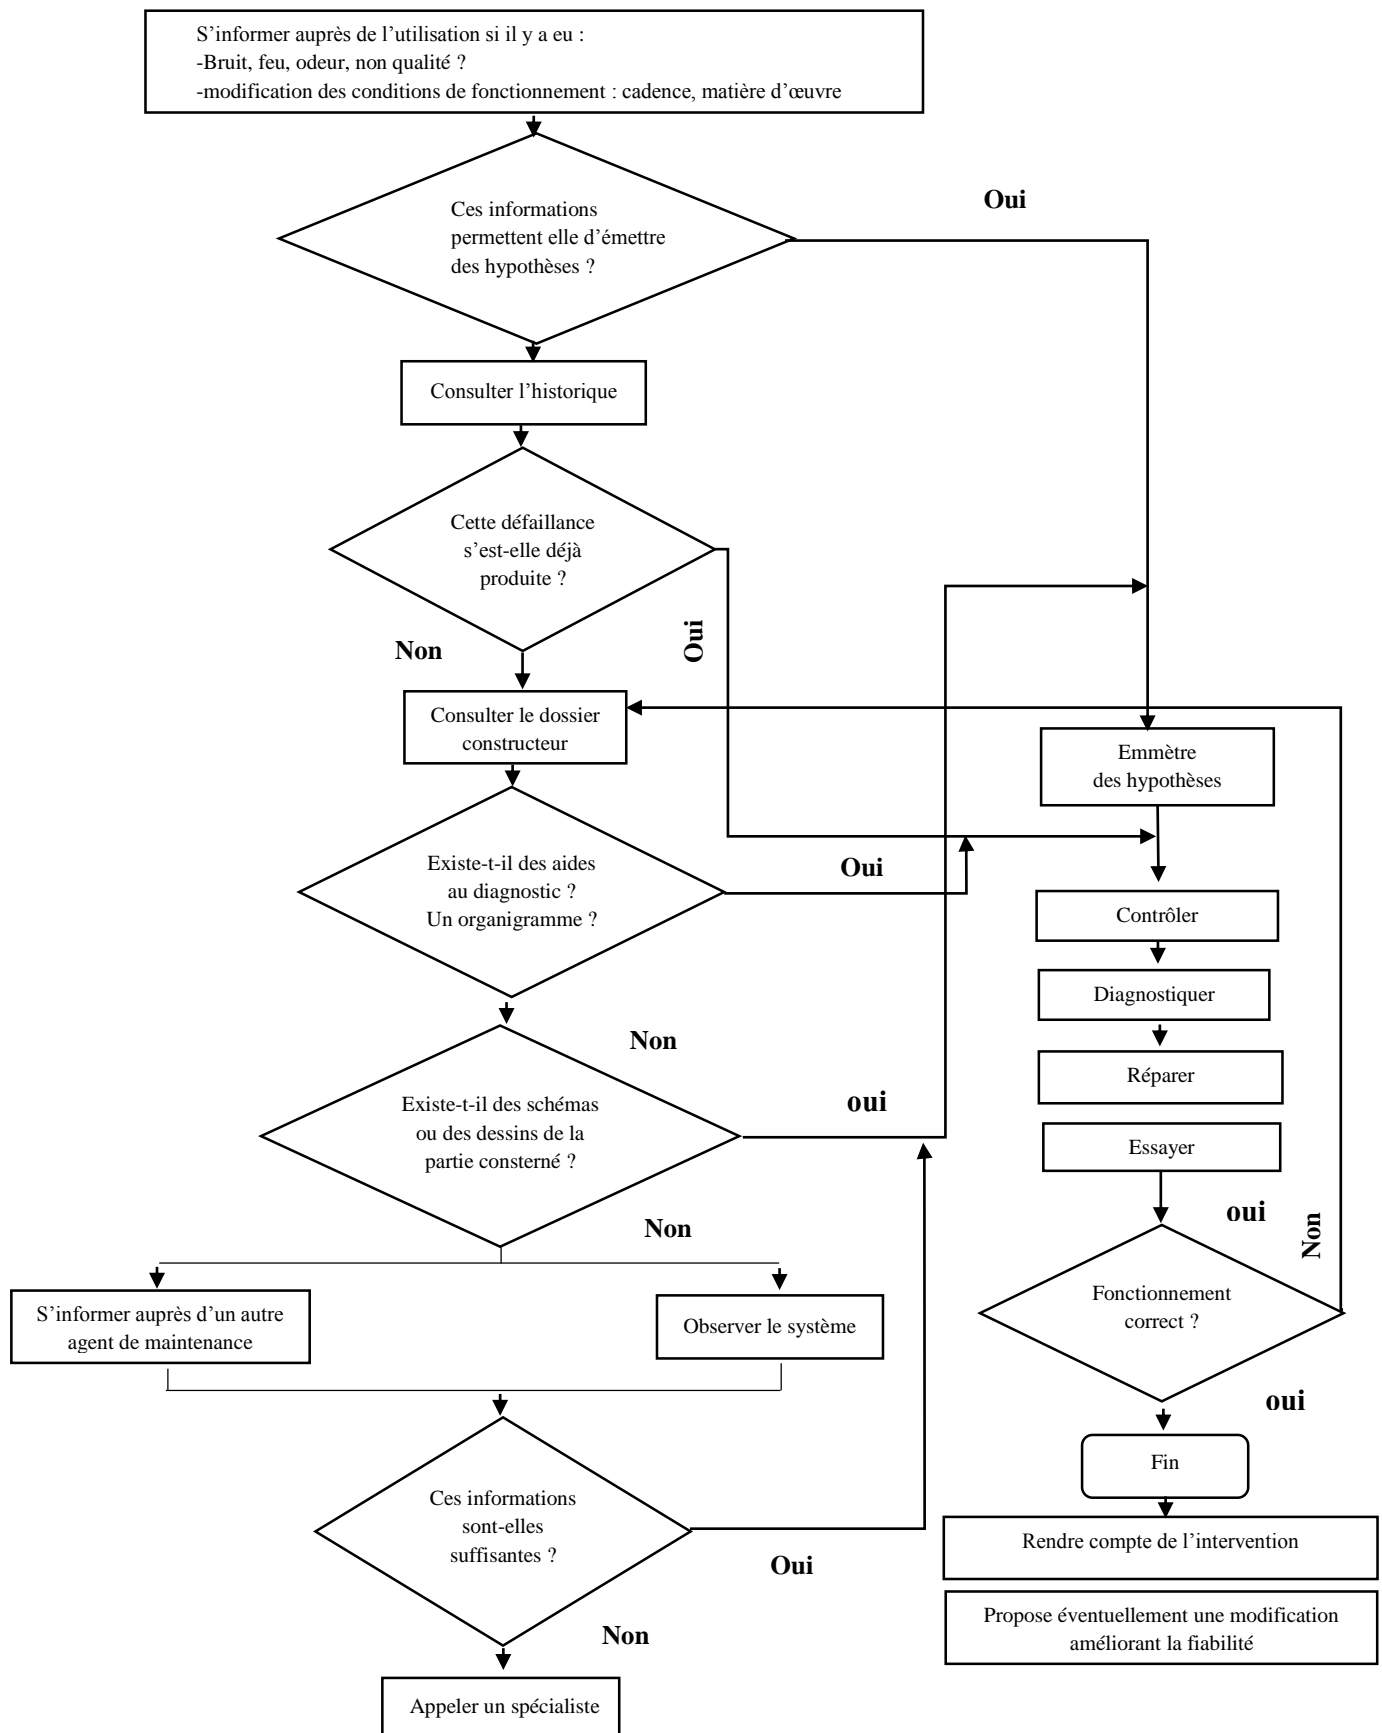 S’informer auprès de l’utilisation si il y a eu :
-Bruit, feu, odeur, non qualité ?
-modification des conditions de fonctionnement : cadence, matière d’œuvre
Ces informations
permettent elle d’émettre
des hypothèses ?
Oui
Consulter l’historique
Cette défaillance
s’est-elle déjà
produite ?
Oui
Non
Consulter le dossier
constructeur
Emmètre
des hypothèses
Existe-t-il des aides
au diagnostic ?
Un organigramme ?
Oui
Contrôler
Diagnostiquer
Non
Réparer
Existe-t-il des schémas
ou des dessins de la
partie consterné ?
oui
Essayer
Non
oui
Non
S’informer auprès d’un autre
agent de maintenance
Observer le système
Fonctionnement
correct ?
oui
Fin
Ces informations
sont-elles
suffisantes ?
Oui
Rendre compte de l’intervention
Propose éventuellement une modification
améliorant la fiabilité
Non
Appeler un spécialiste